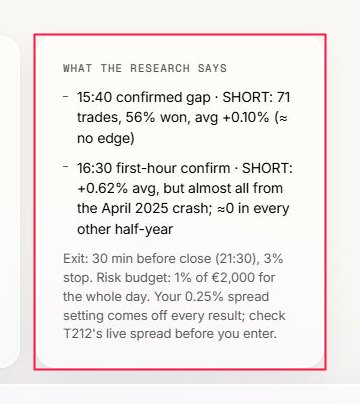 WHAT THE RESEARCH SAYS
– 15:40 confirmed gap · SHORT: 71
trades, 56% won, avg +0.10% (≈
no edge)
– 16:30 first-hour confirm · SHORT:
+0.62% avg, but almost all from
the April 2025 crash; ≈0 in every
other half-year
Exit: 30 min before close (21:30), 3%
stop. Risk budget: 1% of €2,000 for
the whole day. Your 0.25% spread
setting comes off every result; check
T212's live spread before you enter.